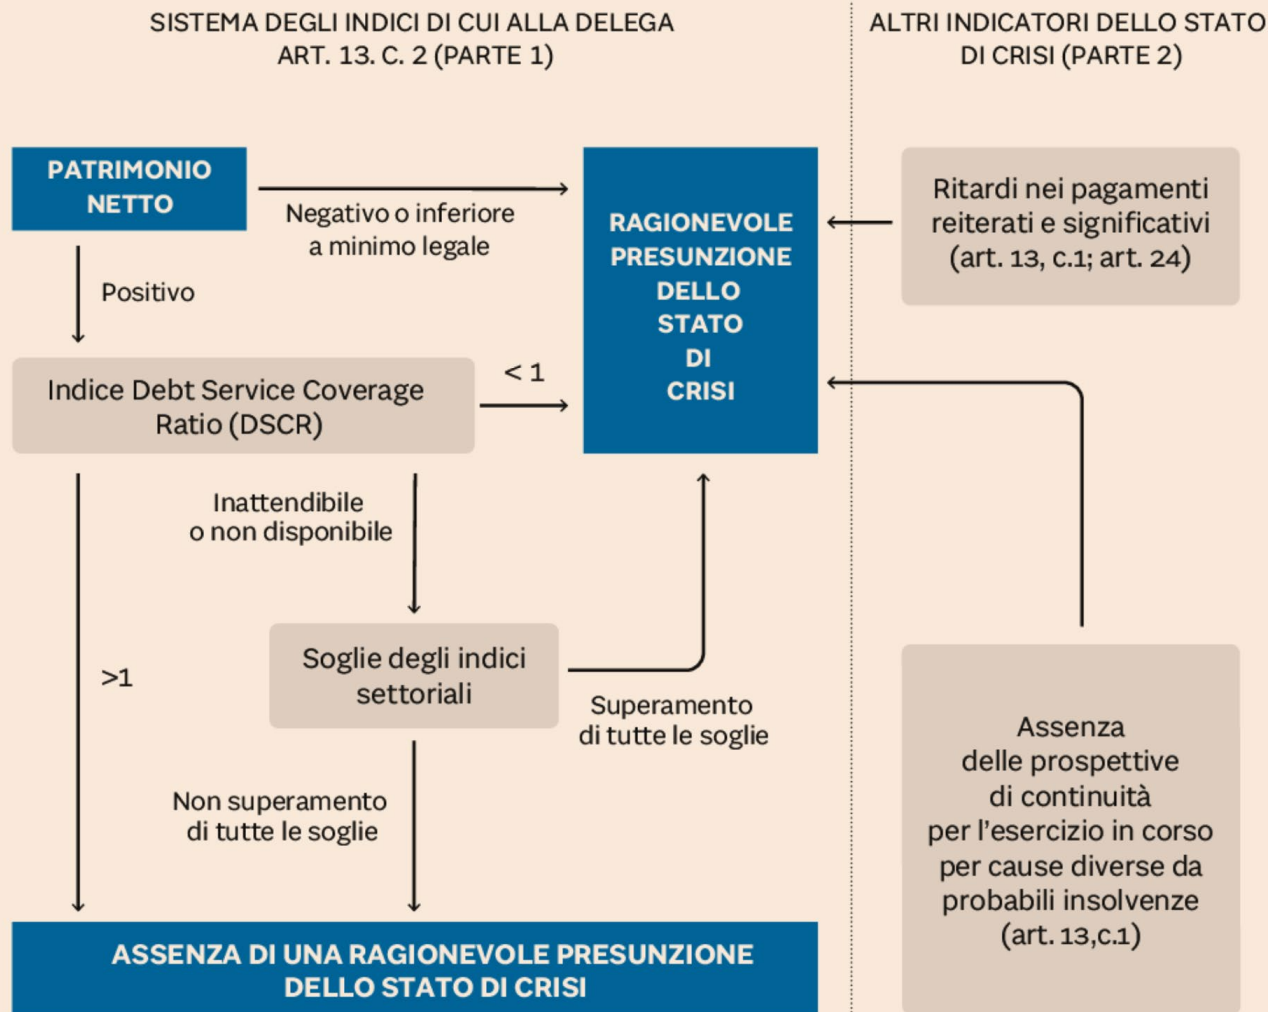 SISTEMA DEGLI INDICI DI CUI ALLA DELEGA
ART. 13. C. 2 (PARTE 1)
ALTRI INDICATORI DELLO STATO
DI CRISI (PARTE 2)
PATRIMONIO
NETTO
Negativo o inferiore
a minimo legale
RAGIONEVOLE
PRESUNZIONE
DELLO
STATO
DI
CRISI
Ritardi nei pagamenti
reiterati e significativi
(art. 13, c.1; art. 24)
Positivo
Indice Debt Service Coverage
Ratio (DSCR)
< 1
Inattendibile
o non disponibile
>1
Soglie degli indici
settoriali
Superamento
di tutte le soglie
Non superamento
di tutte le soglie
Assenza
delle prospettive
di continuità
per l'esercizio in corso
per cause diverse da
probabili insolvenze
(art. 13,c.1)
ASSENZA DI UNA RAGIONEVOLE PRESUNZIONE
DELLO STATO DI CRISI